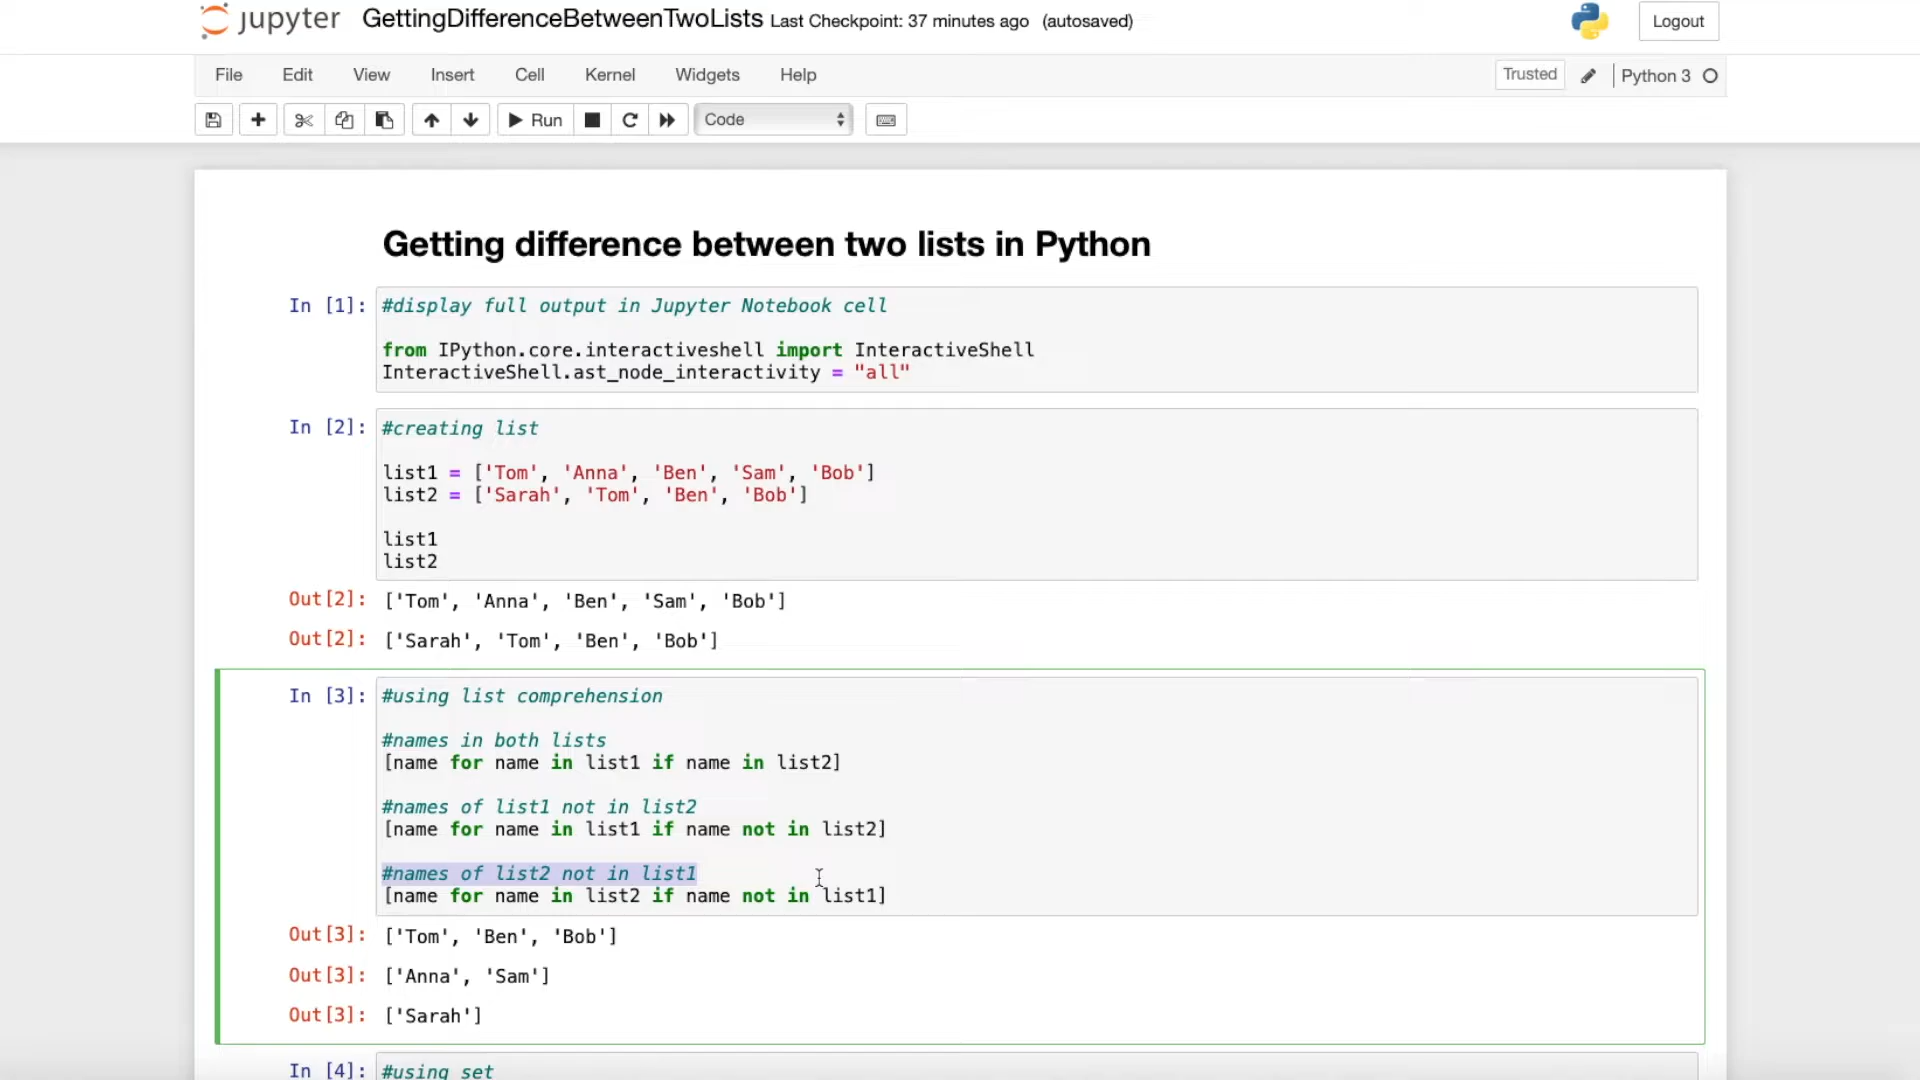 jupyter GettingDifferenceBetweenTwoLists Last Checkpoint: 37 minutes ago (autosaved) Logout
File Edit View Insert Cell Kernel Widgets Help Trusted Python 3
Run Code
Getting difference between two lists in Python
In [1]: #display full output in Jupyter Notebook cell
from IPython.core.interactiveshell import InteractiveShell
InteractiveShell.ast_node_interactivity = "all"
In [2]: #creating list
list1 = ['Tom', 'Anna', 'Ben', 'Sam', 'Bob']
list2 = ['Sarah', 'Tom', 'Ben', 'Bob']
list1
list2
Out[2]: ['Tom', 'Anna', 'Ben', 'Sam', 'Bob']
Out[2]: ['Sarah', 'Tom', 'Ben', 'Bob']
In [3]: #using list comprehension
#names in both lists
[name for name in list1 if name in list2]
#names of list1 not in list2
[name for name in list1 if name not in list2]
#names of list2 not in list1
[name for name in list2 if name not in list1]
Out[3]: ['Tom', 'Ben', 'Bob']
Out[3]: ['Anna', 'Sam']
Out[3]: ['Sarah']
In [4]: #using set